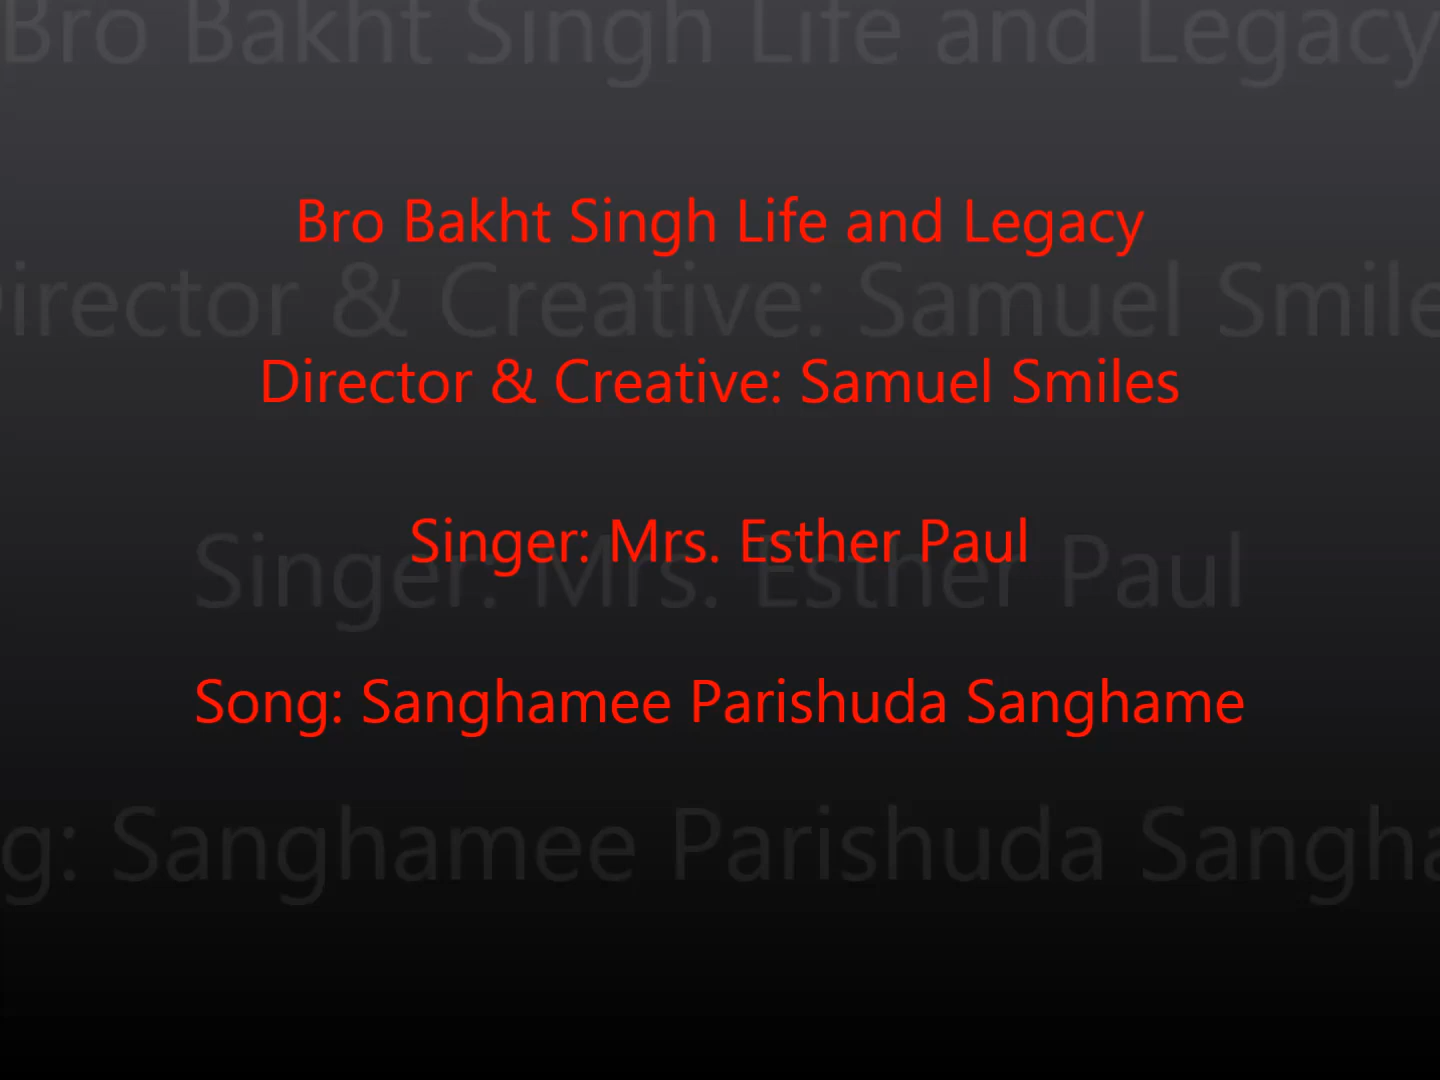 Bro Bakht Singh Life and Legacy
Director & Creative: Samuel Smiles
Singer: Mrs. Esther Paul
Song: Sanghamee Parishuda Sanghame